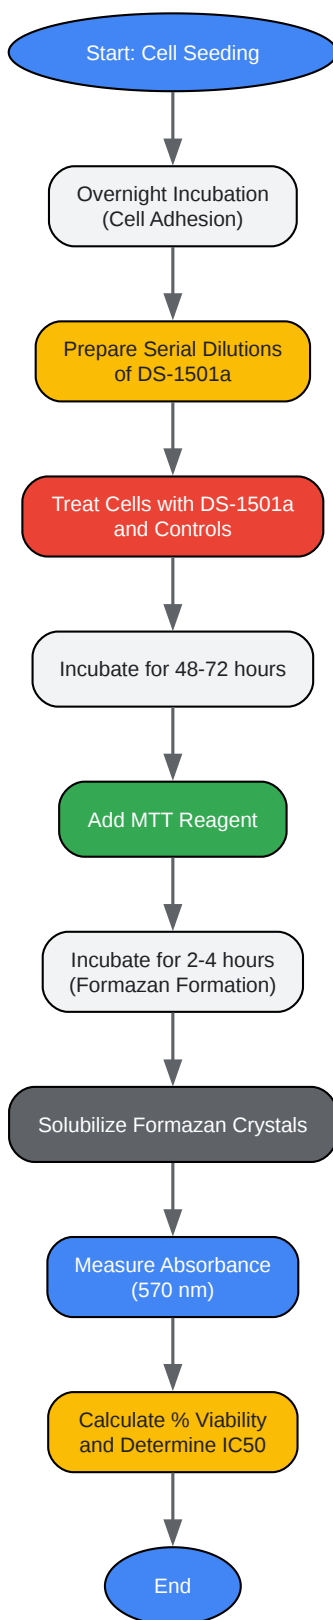 Start: Cell Seeding
Overnight Incubation
(Cell Adhesion)
Prepare Serial Dilutions
of DS-1501a
Treat Cells with DS-1501a
and Controls
Incubate for 48-72 hours
Add MTT Reagent
Incubate for 2-4 hours
(Formazan Formation)
Solubilize Formazan Crystals
Measure Absorbance
(570 nm)
Calculate % Viability
and Determine IC50
End